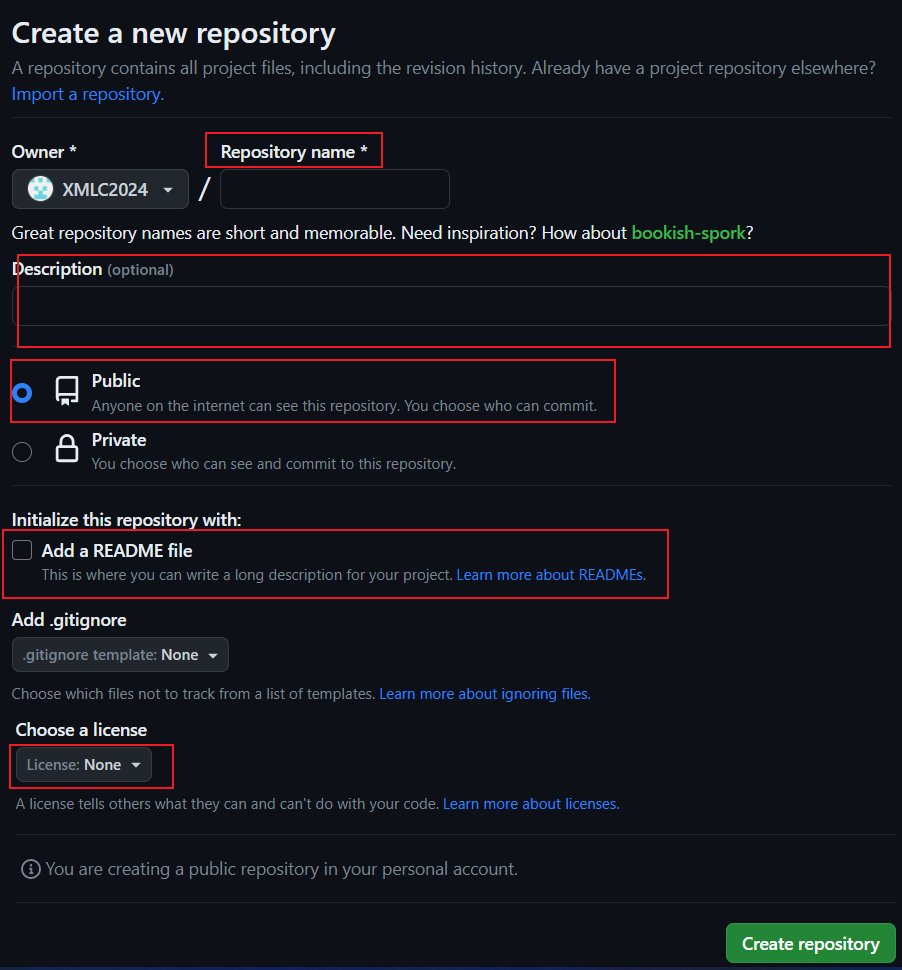 Create a new repository
A repository contains all project files, including the revision history. Already have a project repository elsewhere?
Import a repository.
Owner *
Repository name *
XMLC2024
/
Great repository names are short and memorable. Need inspiration? How about bookish-spork?
Description (optional)
Public
Anyone on the internet can see this repository. You choose who can commit.
Private
You choose who can see and commit to this repository.
Initialize this repository with:
Add a README file
This is where you can write a long description for your project. Learn more about READMEs.
Add .gitignore
.gitignore template: None
Choose which files not to track from a list of templates. Learn more about ignoring files.
Choose a license
License: None
A license tells others what they can and can't do with your code. Learn more about licenses.
You are creating a public repository in your personal account.
Create repository